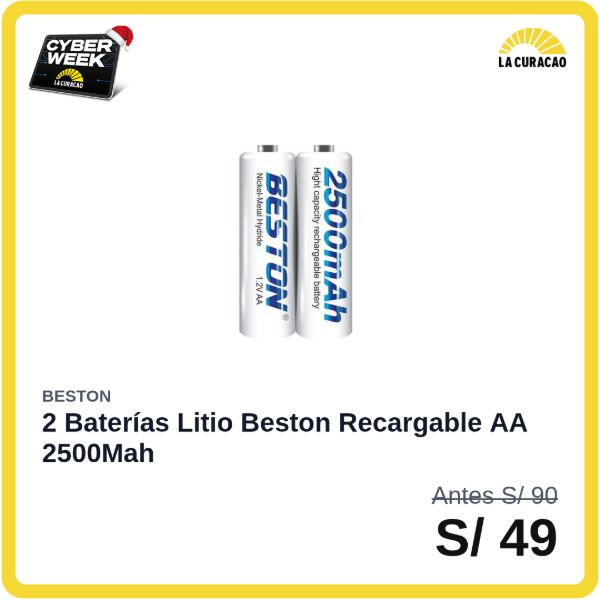 CYBER
WEEK
LA CURACAO
LA CURACAO
BESTON®
Nickel-Metal Hydride
1.2V AA
2500mAh
Hight capacity rechargeable battery
BESTON
2 Baterías Litio Beston Recargable AA
2500Mah
Antes S/ 90
S/ 49